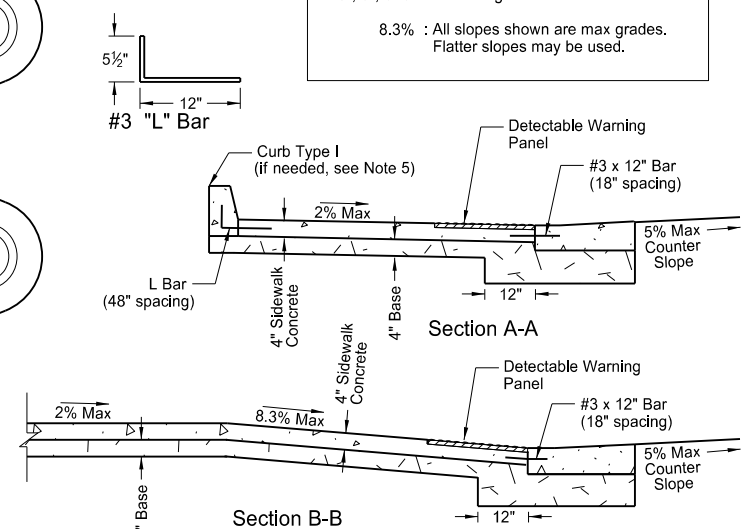 8.3% : All slopes shown are max grades.
Flatter slopes may be used.
5½"
12"
#3 "L" Bar
Curb Type I
(if needed, see Note 5)
Detectable Warning
Panel
#3 x 12" Bar
(18" spacing)
2% Max
5% Max
Counter
Slope
L Bar
(48" spacing)
4" Sidewalk
Concrete
4" Base
12"
Section A-A
4" Sidewalk
Concrete
Detectable Warning
Panel
#3 x 12" Bar
(18" spacing)
2% Max
8.3% Max
5% Max
Counter
Slope
" Base
12"
Section B-B